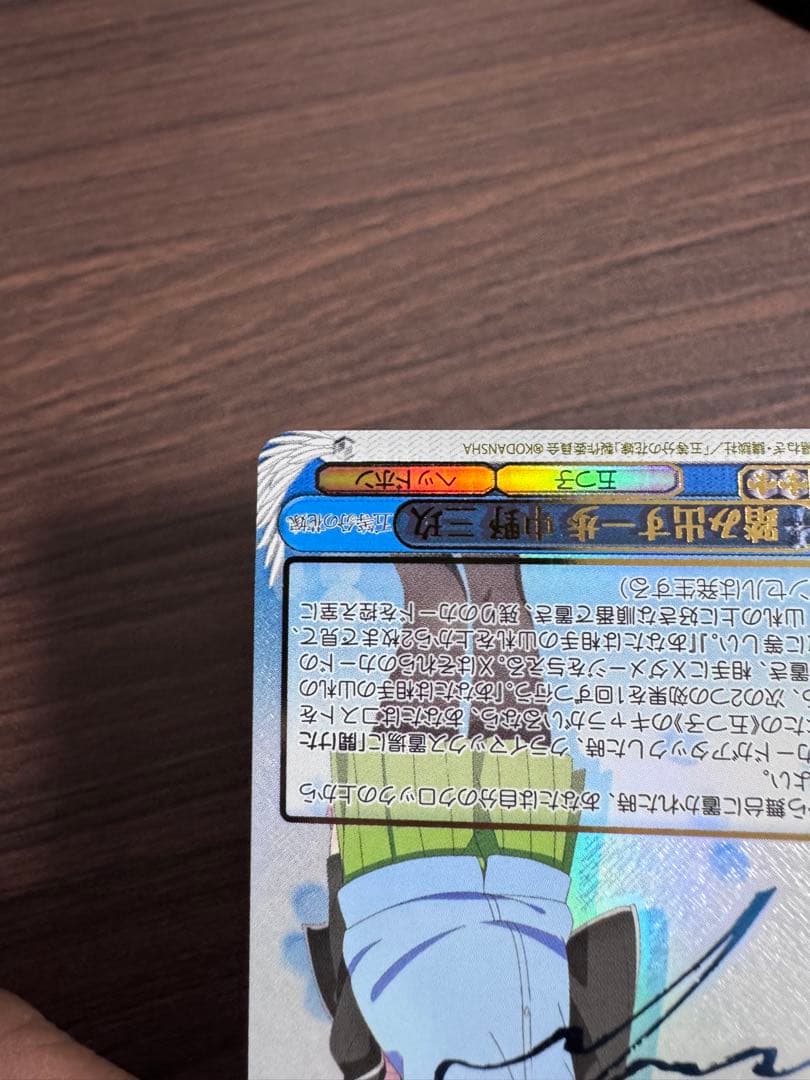 ら舞台に置かれた時、あなたは自分のクロックの上から
よい。
カードがアタックした時、クライマックス置場に「開けた
たの《五つ子》のキャラがいるなら、あなたはコストを
ら、次の2つの効果を1回ずつ行う。『あなたは相手の山札の
置き、相手にXダメージを与える。Xはそれらのカードの
に等しい。』『あなたは相手の山札を上から2枚まで見て、
山札の上に好きな順番で置き、残りのカードを控え室に
ンセルは発生する)
踏み出す一歩 中野 三玖 五等分の花嫁
五つ子 ヘッドホン
場ねぎ・講談社／「五等分の花嫁」製作委員会 ®KODANSHA